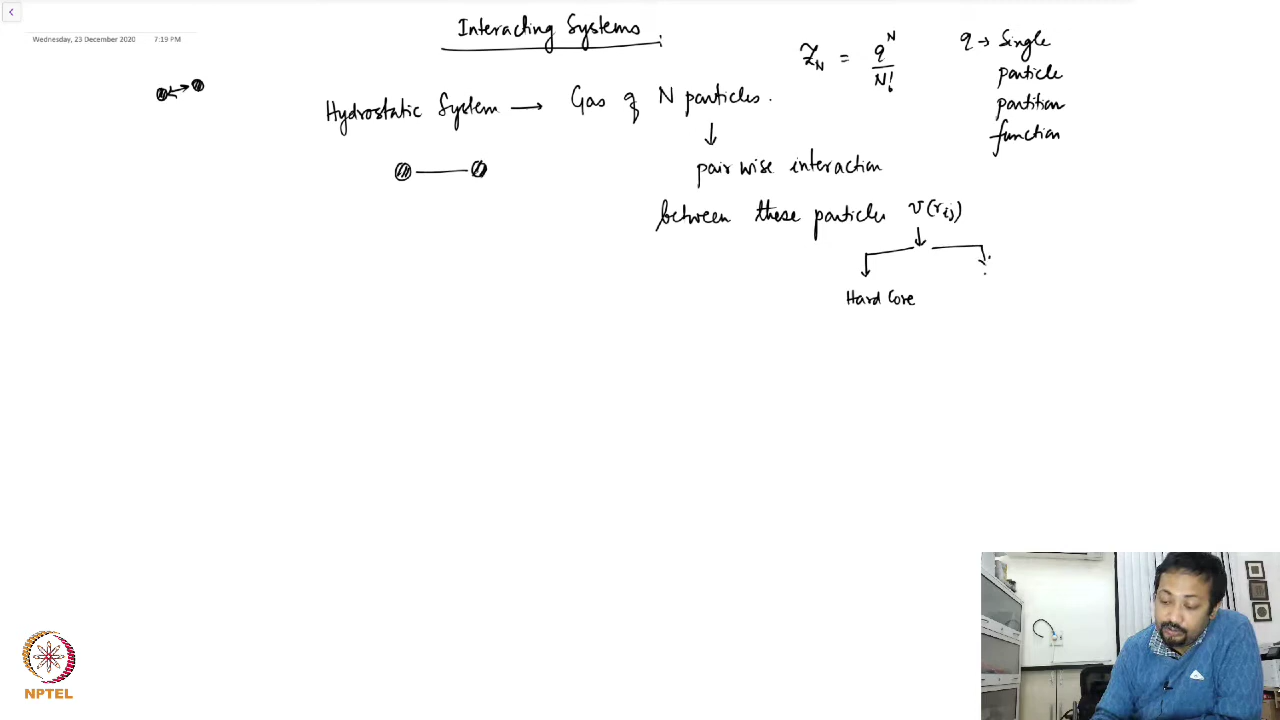 Interacting Systems :
Wednesday, 23 December 2020 7:19 PM
Z_N = q^N / N!
q → Single
particle
partition
function
Hydrostatic System → Gas of N particles.
pair wise interaction
between these particles v(r_ij)
Hard Core
NPTEL